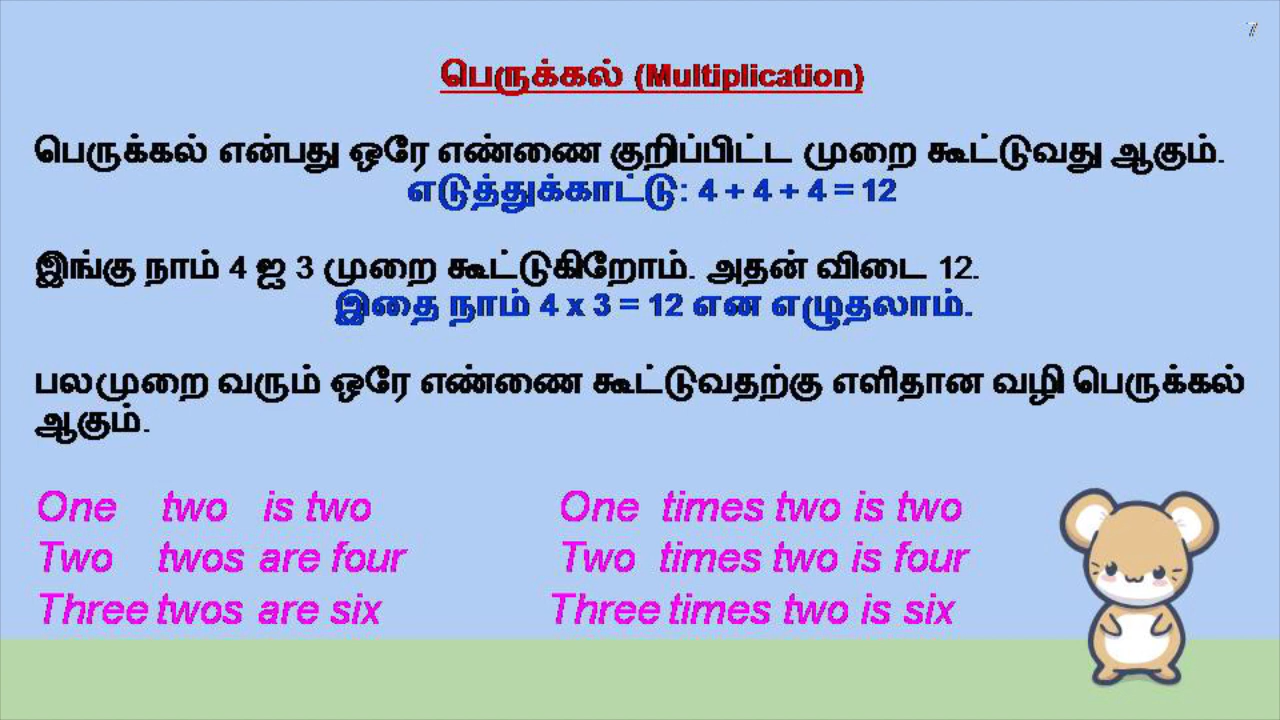 7
பெருக்கல் (Multiplication)
பெருக்கல் என்பது ஒரே எண்ணை குறிப்பிட்ட முறை கூட்டுவது ஆகும்.
எடுத்துக்காட்டு: 4 + 4 + 4 = 12
இங்கு நாம் 4 ஐ 3 முறை கூட்டுகிறோம். அதன் விடை 12.
இதை நாம் 4 x 3 = 12 என எழுதலாம்.
பலமுறை வரும் ஒரே எண்ணை கூட்டுவதற்கு எளிதான வழி பெருக்கல்
ஆகும்.
One two is two
Two twos are four
Three twos are six
One times two is two
Two times two is four
Three times two is six